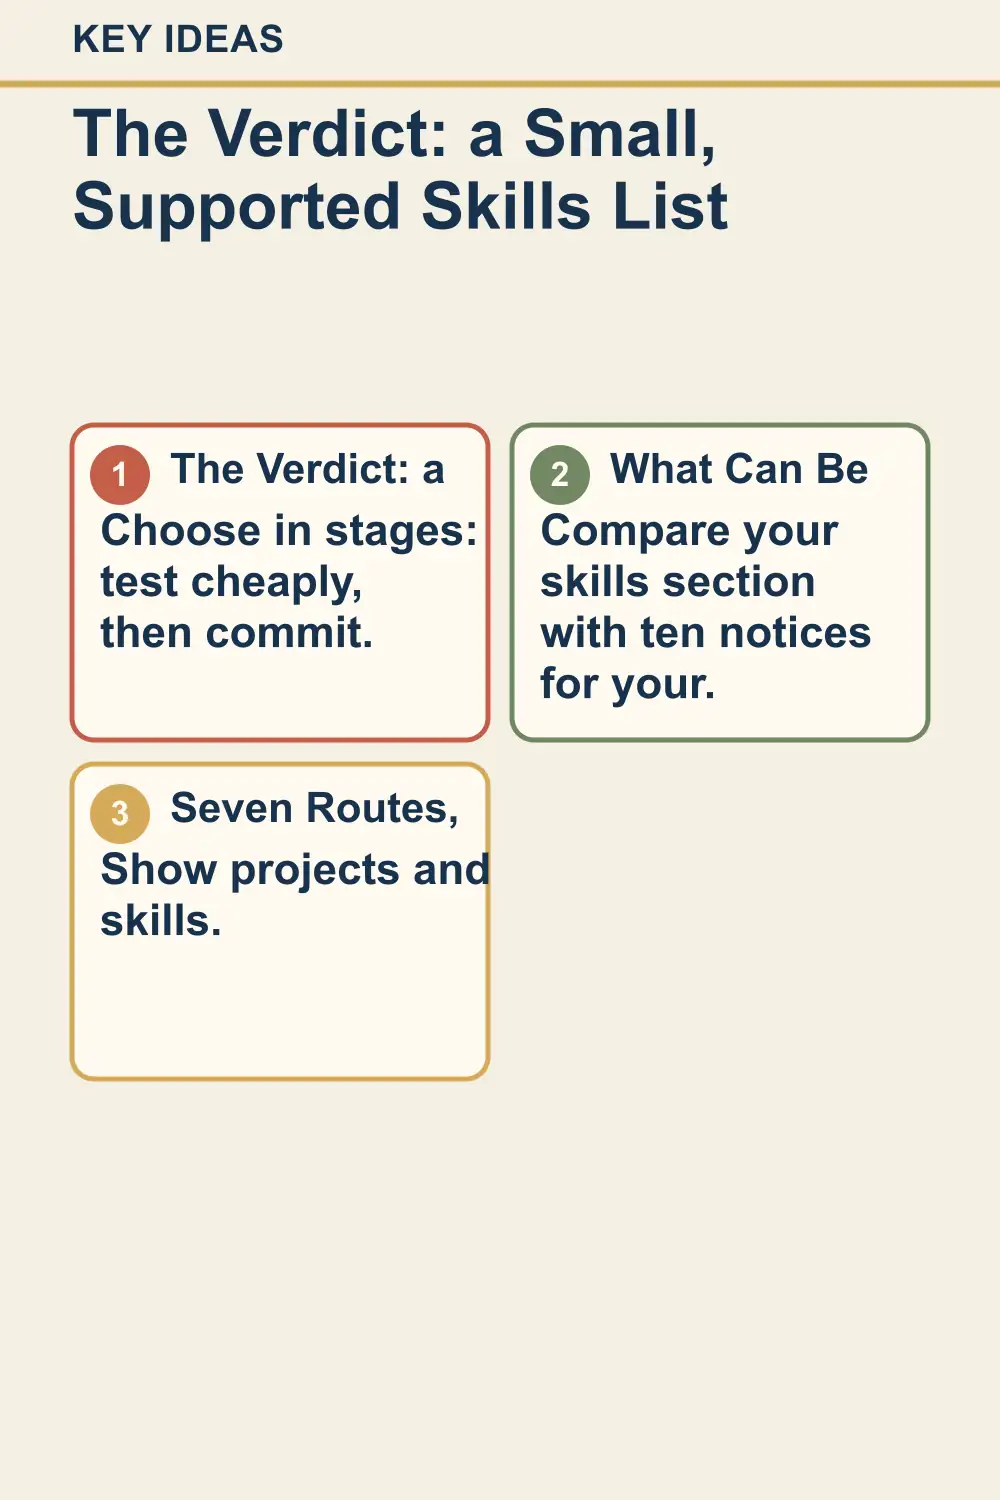 KEY IDEAS
The Verdict: a Small,
Supported Skills List
1 The Verdict: a
Choose in stages:
test cheaply,
then commit.
2 What Can Be
Compare your
skills section
with ten notices
for your.
3 Seven Routes,
Show projects and
skills.